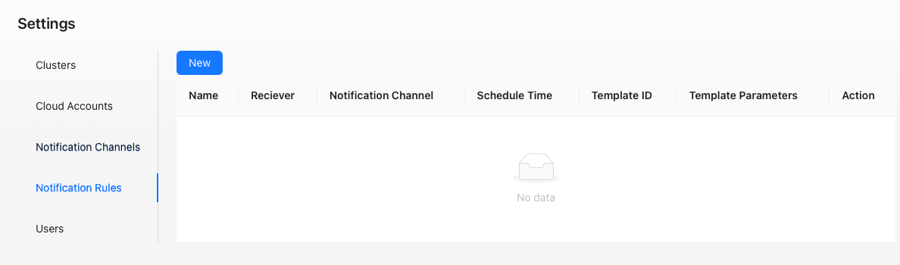 Settings
Clusters
Cloud Accounts
Notification Channels
Notification Rules
Users
New
Name Reciever Notification Channel Schedule Time Template ID Template Parameters Action
No data